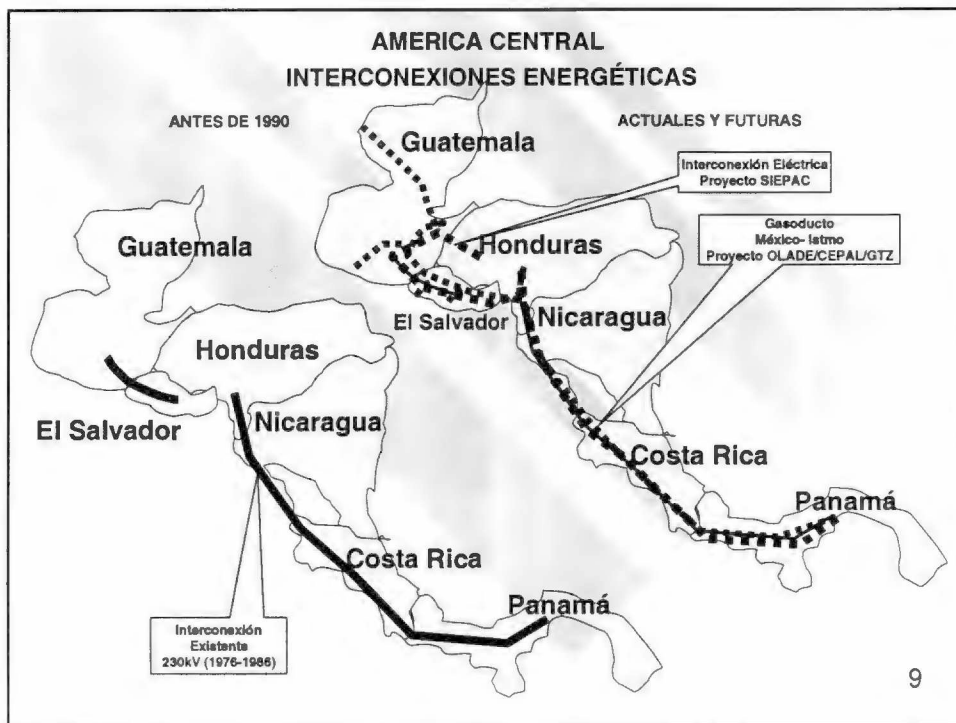 AMERICA CENTRAL
INTERCONEXIONES ENERGÉTICAS
ANTES DE 1990
ACTUALES Y FUTURAS
Guatemala
Interconexión Eléctrica
Proyecto SIEPAC
Honduras
Gasoducto
México- Istmo
Proyecto OLADE/CEPAL/GTZ
El Salvador
Nicaragua
Costa Rica
Panamá
Guatemala
Honduras
El Salvador
Nicaragua
Costa Rica
Panamá
Interconexión
Existente
230kV (1976-1986)
9